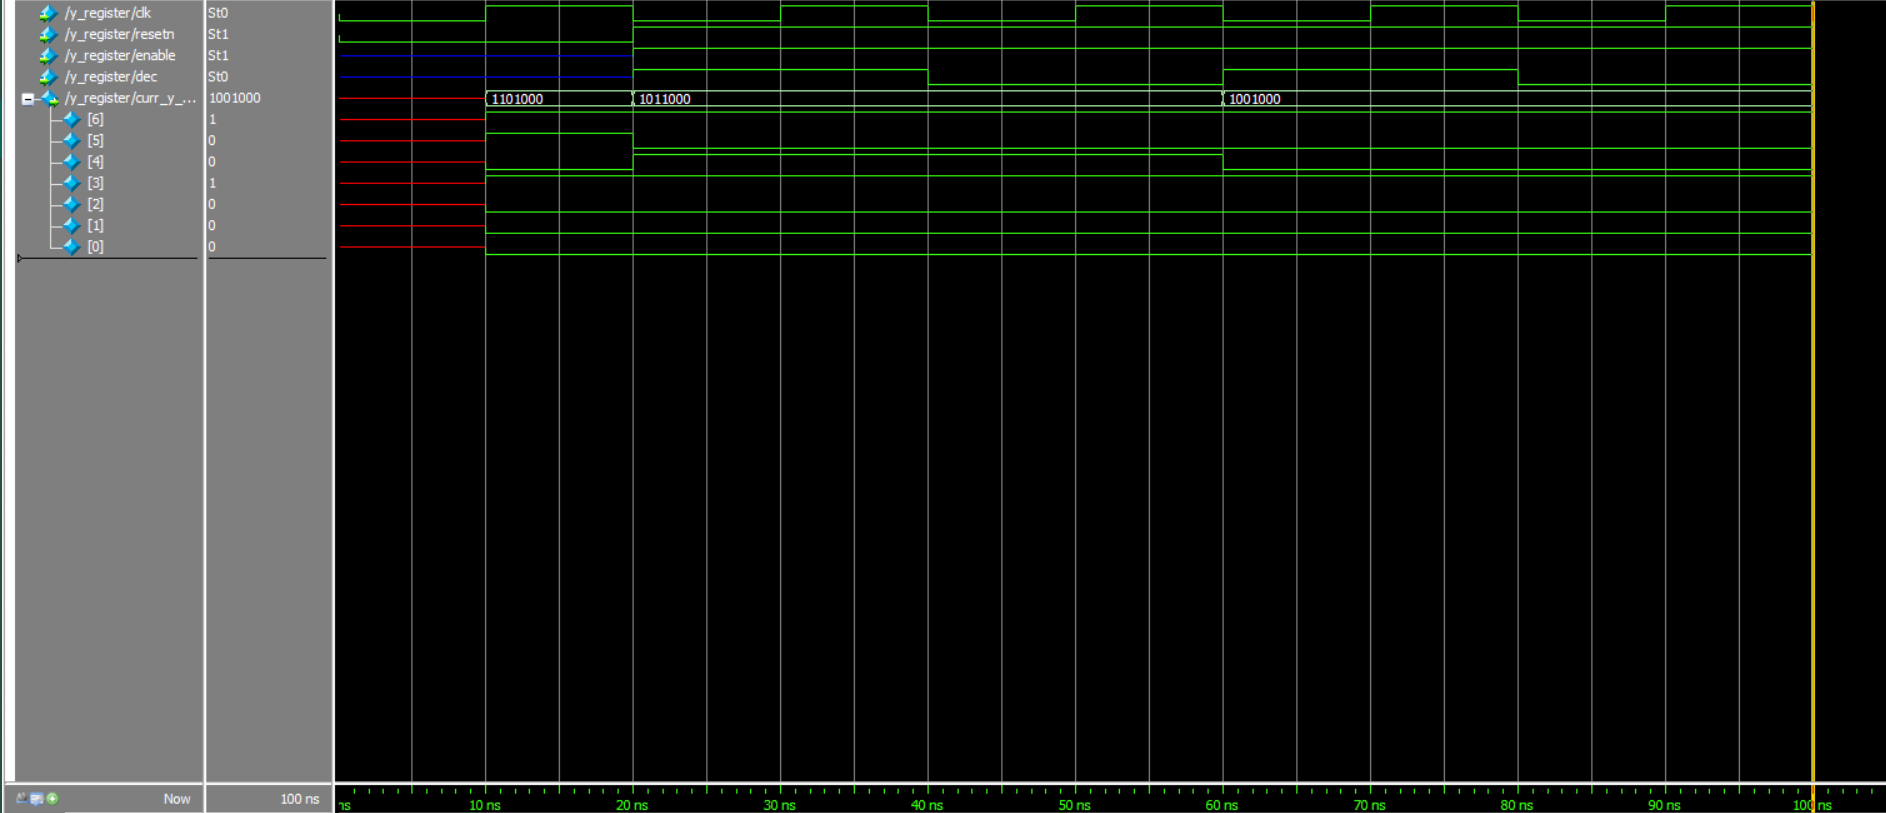 /y_register/clk St0
/y_register/resetn St1
/y_register/enable St1
/y_register/dec St0
/y_register/curr_y_... 1001000 1101000 1011000 1001000
[6] 1
[5] 0
[4] 0
[3] 1
[2] 0
[1] 0
[0] 0
Now 100 ns ns 10 ns 20 ns 30 ns 40 ns 50 ns 60 ns 70 ns 80 ns 90 ns 100 ns